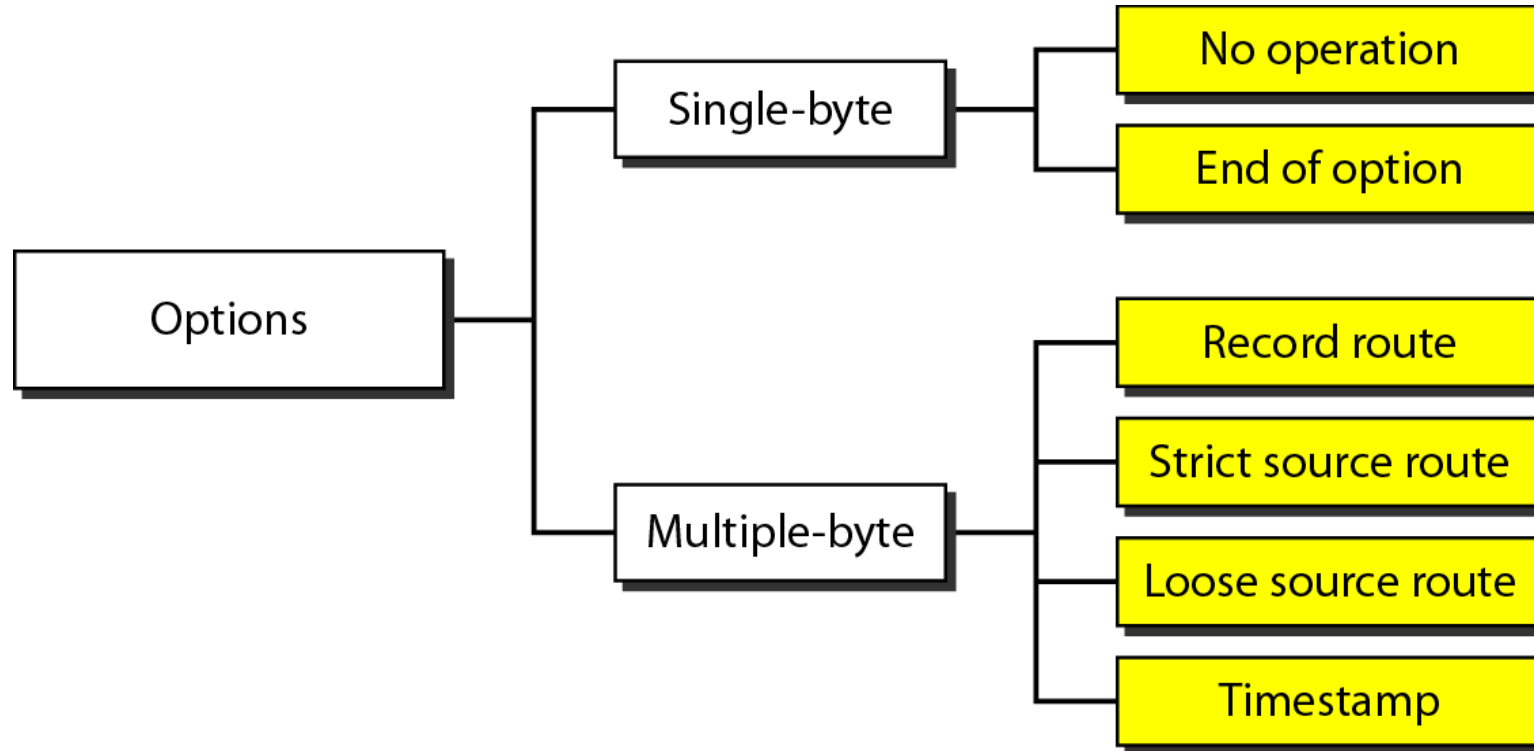 Options
Single-byte
No operation
End of option
Multiple-byte
Record route
Strict source route
Loose source route
Timestamp